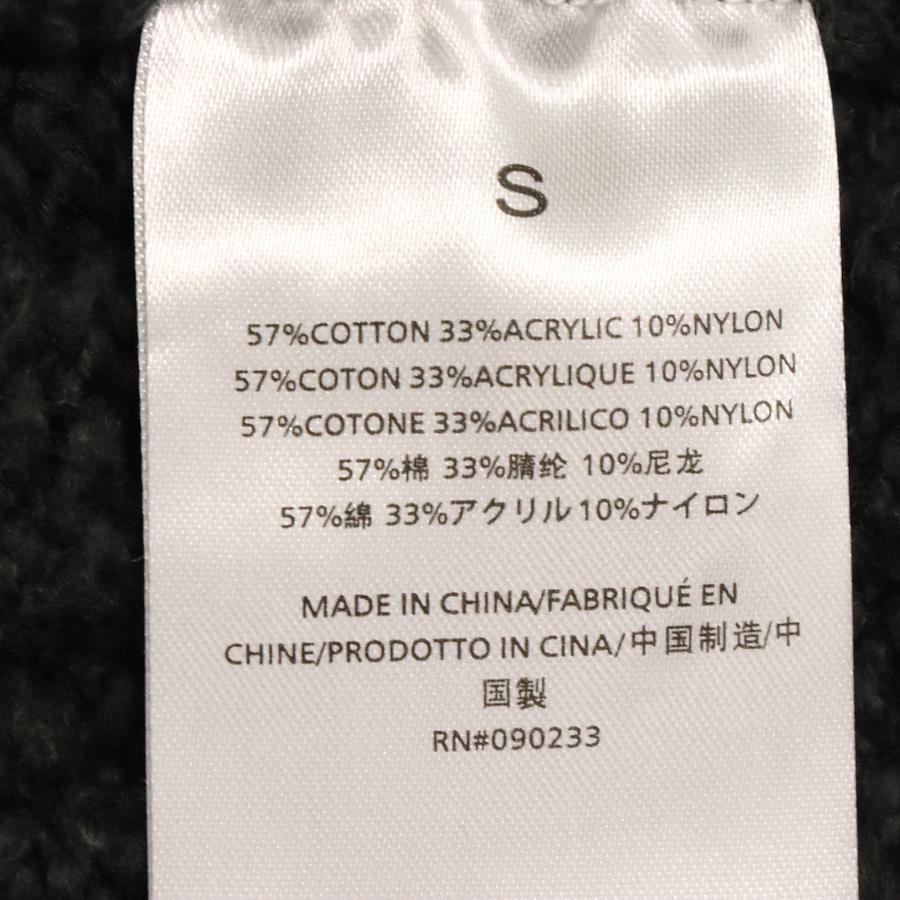 S
57%COTTON 33%ACRYLIC 10%NYLON
57%COTON 33%ACRYLIQUE 10%NYLON
57%COTONE 33%ACRILICO 10%NYLON
57%棉 33%腈纶 10%尼龙
57%綿 33%アクリル 10%ナイロン
MADE IN CHINA/FABRIQUÉ EN
CHINE/PRODOTTO IN CINA/中国制造/中
国製
RN#090233